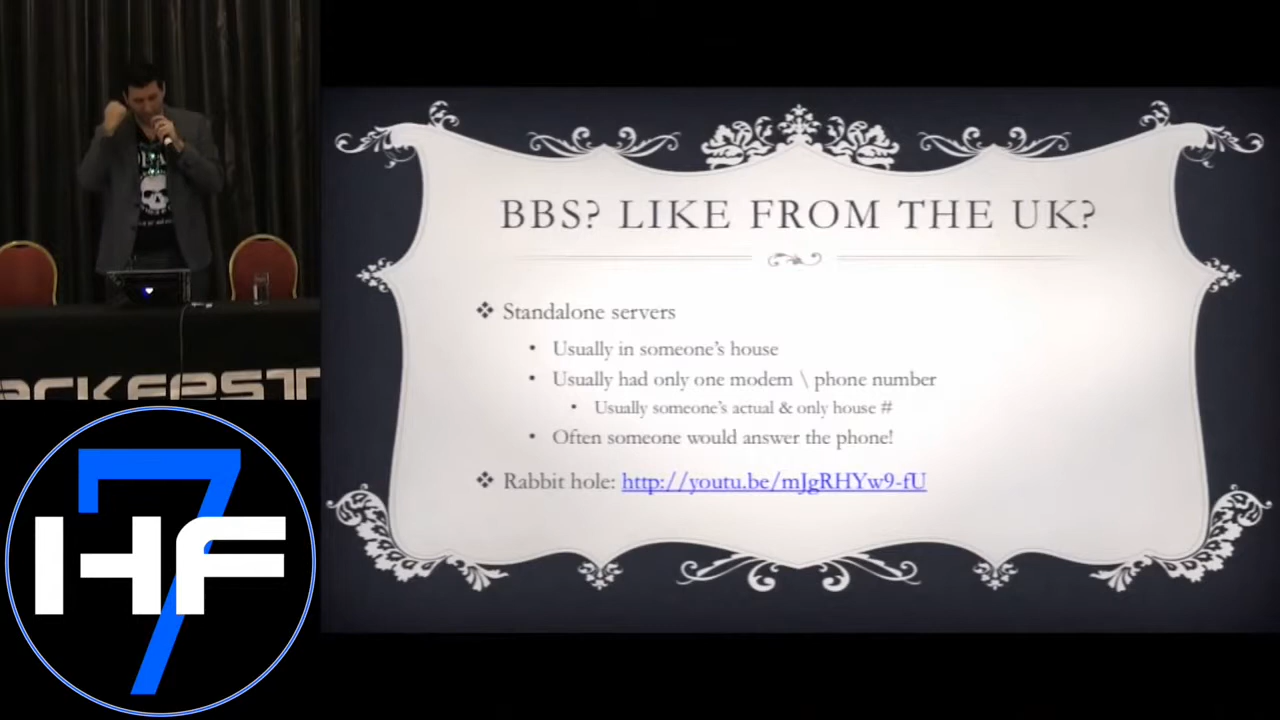 BBS? LIKE FROM THE UK?
❖ Standalone servers
• Usually in someone's house
• Usually had only one modem \ phone number
• Usually someone's actual & only house #
• Often someone would answer the phone!
❖ Rabbit hole: http://youtu.be/mJgRHYw9-fU
ACKFEST
HF
7